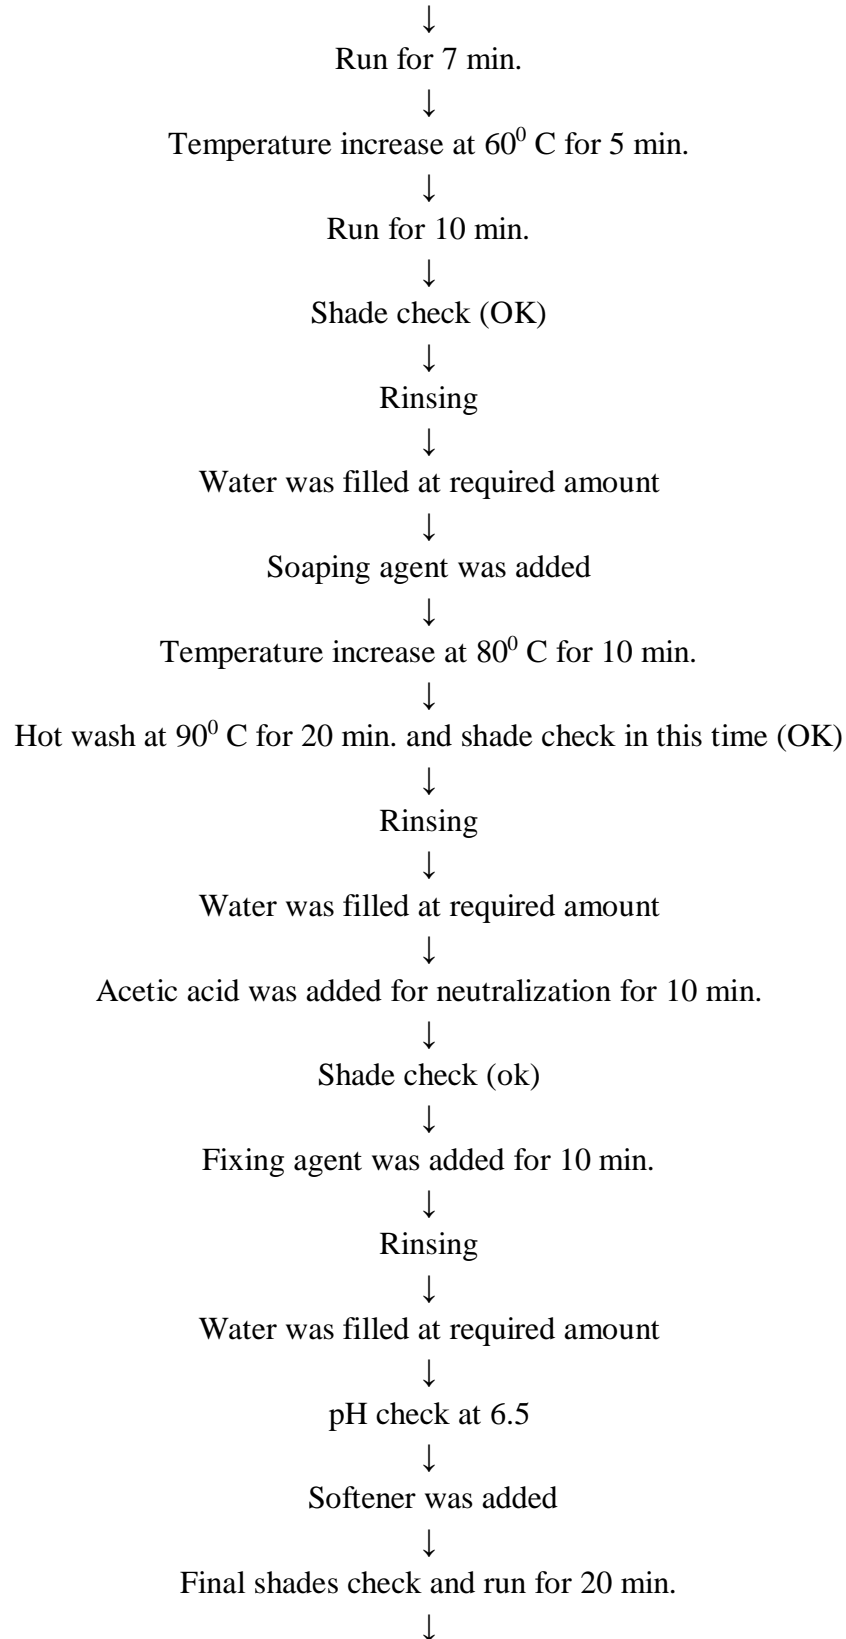 ↓
Run for 7 min.
↓
Temperature increase at 60⁰ C for 5 min.
↓
Run for 10 min.
↓
Shade check (OK)
↓
Rinsing
↓
Water was filled at required amount
↓
Soaping agent was added
↓
Temperature increase at 80⁰ C for 10 min.
↓
Hot wash at 90⁰ C for 20 min. and shade check in this time (OK)
↓
Rinsing
↓
Water was filled at required amount
↓
Acetic acid was added for neutralization for 10 min.
↓
Shade check (ok)
↓
Fixing agent was added for 10 min.
↓
Rinsing
↓
Water was filled at required amount
↓
pH check at 6.5
↓
Softener was added
↓
Final shades check and run for 20 min.
↓